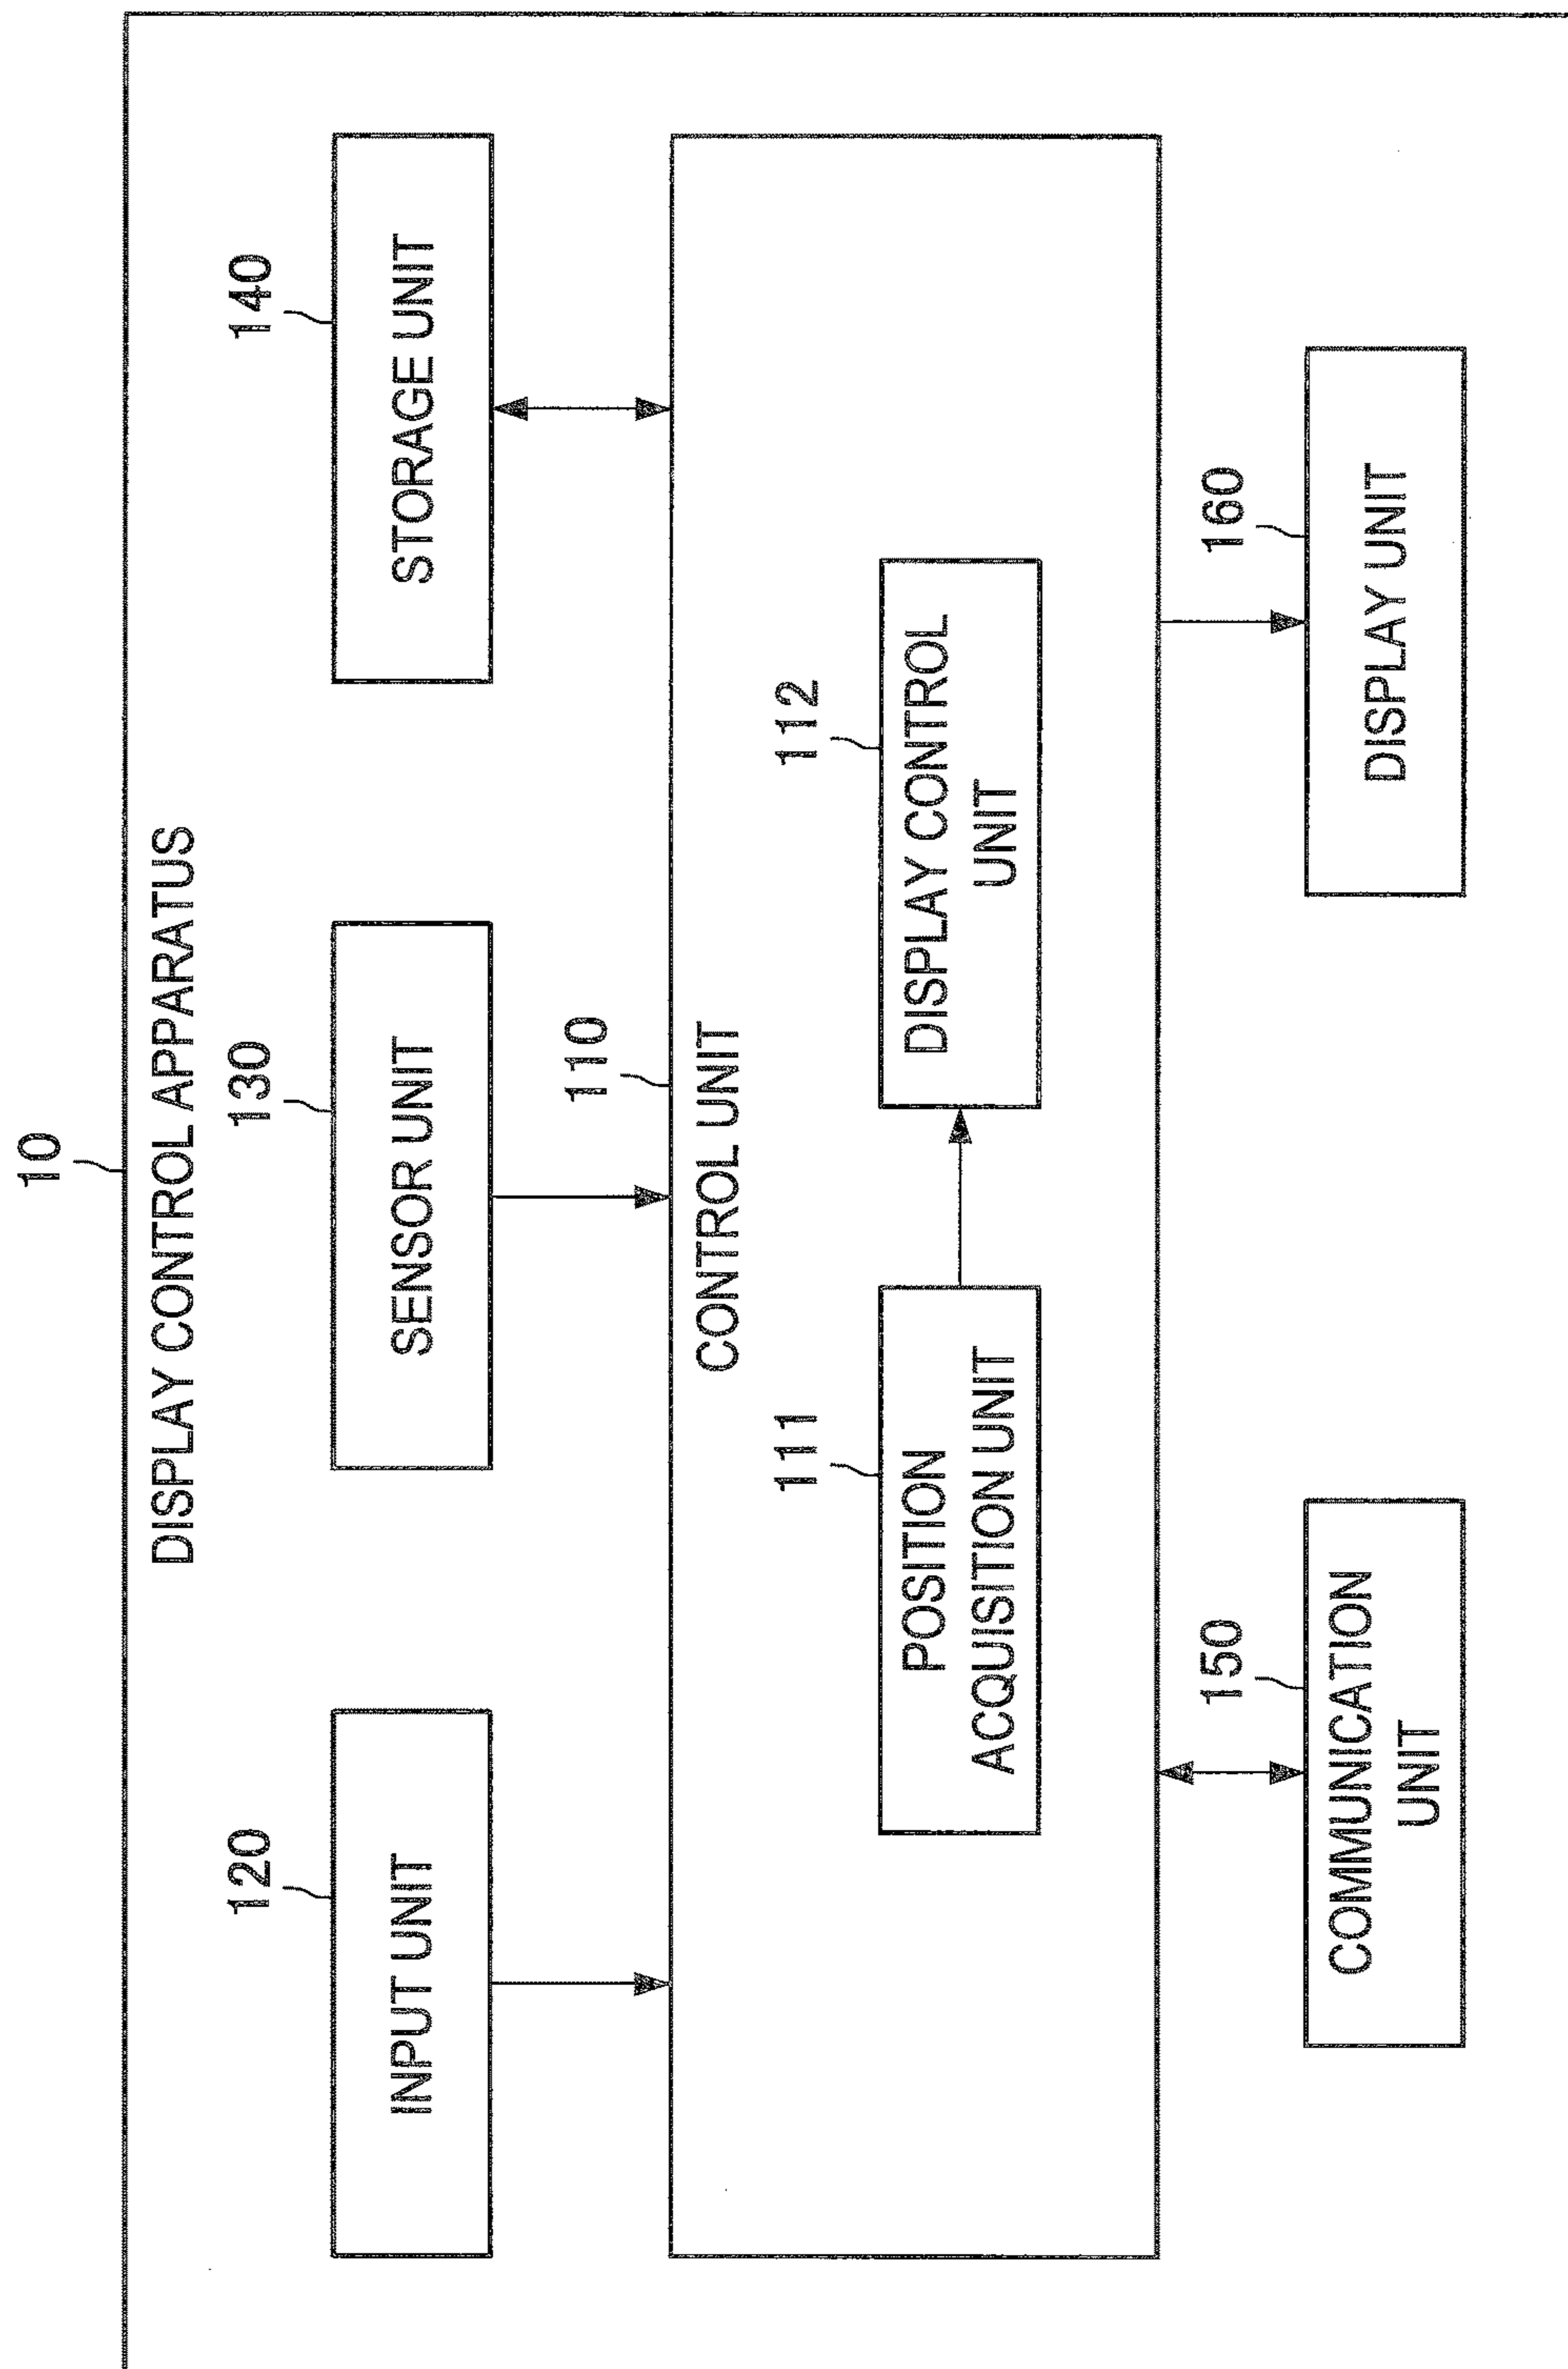 10
DISPLAY CONTROL APPARATUS
120
INPUT UNIT
130
SENSOR UNIT
140
STORAGE UNIT
110
CONTROL UNIT
111
POSITION
ACQUISITION UNIT
112
DISPLAY CONTROL
UNIT
150
COMMUNICATION
UNIT
160
DISPLAY UNIT